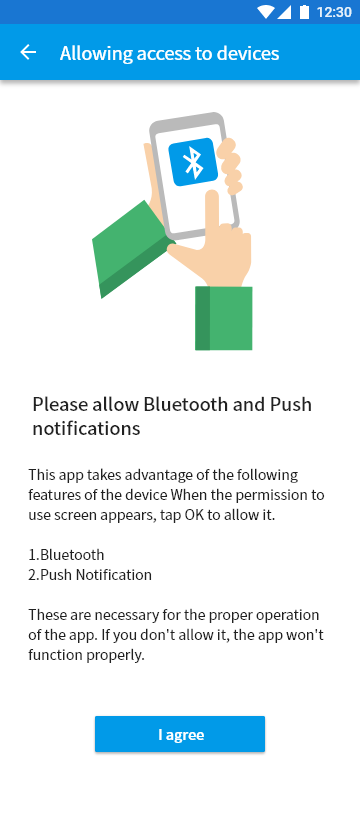 12:30
Allowing access to devices
Please allow Bluetooth and Push
notifications
This app takes advantage of the following
features of the device When the permission to
use screen appears, tap OK to allow it.
1.Bluetooth
2.Push Notification
These are necessary for the proper operation
of the app. If you don't allow it, the app won't
function properly.
I agree